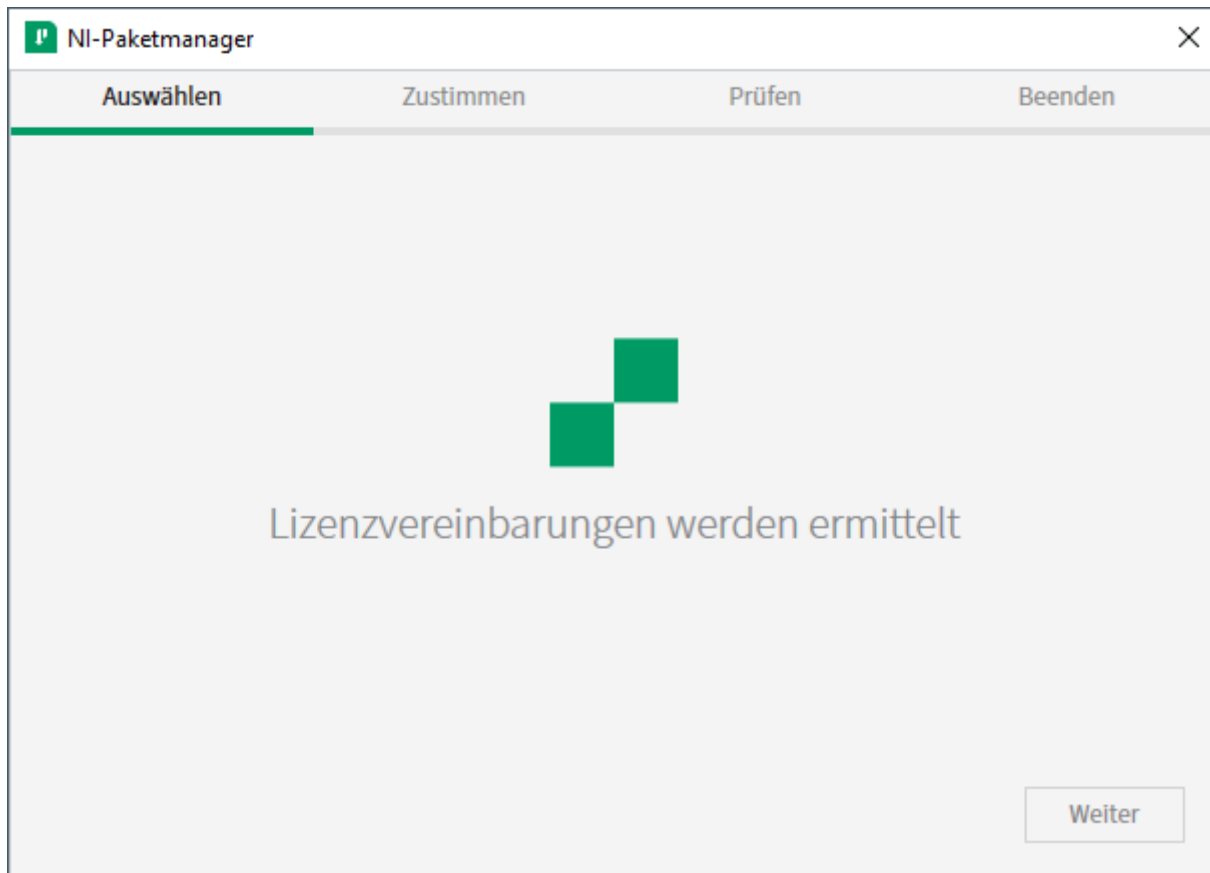 NI-Paketmanager
Auswählen Zustimmen Prüfen Beenden
Lizenzvereinbarungen werden ermittelt
Weiter